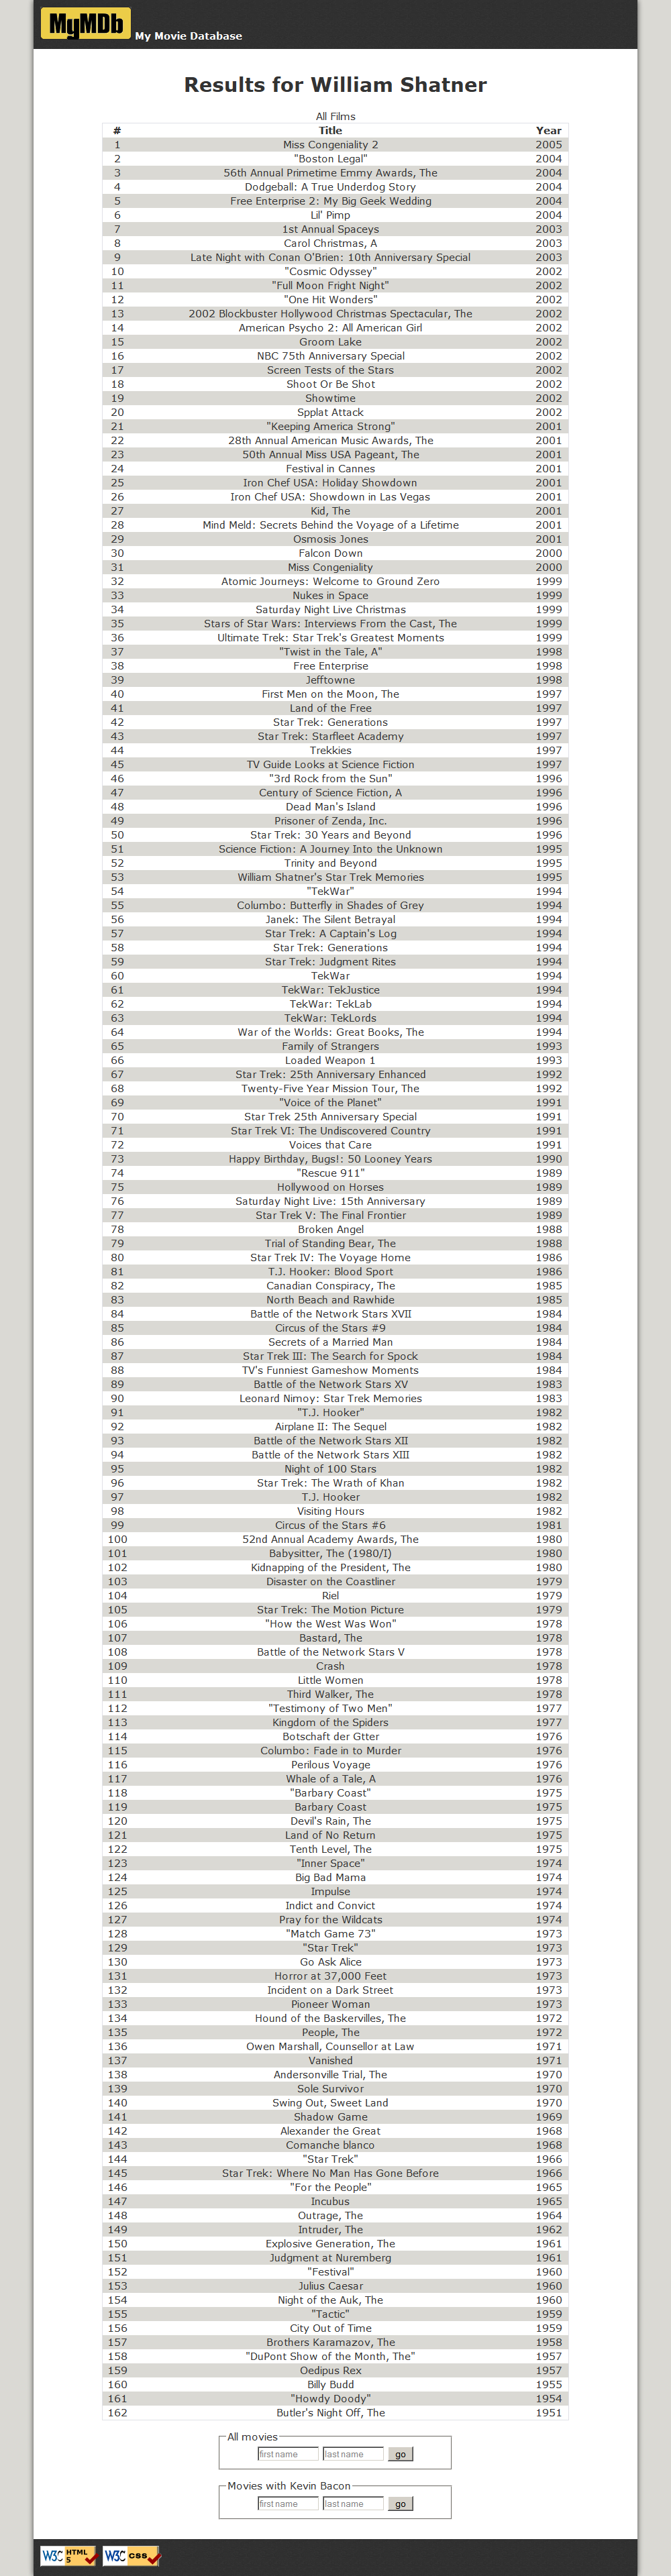 MyMDb My Movie Database
Results for William Shatner
All Films
# Title Year
1 Miss Congeniality 2 2005
2 "Boston Legal" 2004
3 56th Annual Primetime Emmy Awards, The 2004
4 Dodgeball: A True Underdog Story 2004
5 Free Enterprise 2: My Big Geek Wedding 2004
6 Lil' Pimp 2004
7 1st Annual Spaceys 2003
8 Carol Christmas, A 2003
9 Late Night with Conan O'Brien: 10th Anniversary Special 2003
10 "Cosmic Odyssey" 2002
11 "Full Moon Fright Night" 2002
12 "One Hit Wonders" 2002
13 2002 Blockbuster Hollywood Christmas Spectacular, The 2002
14 American Psycho 2: All American Girl 2002
15 Groom Lake 2002
16 NBC 75th Anniversary Special 2002
17 Screen Tests of the Stars 2002
18 Shoot Or Be Shot 2002
19 Showtime 2002
20 Spplat Attack 2002
21 "Keeping America Strong" 2001
22 28th Annual American Music Awards, The 2001
23 50th Annual Miss USA Pageant, The 2001
24 Festival in Cannes 2001
25 Iron Chef USA: Holiday Showdown 2001
26 Iron Chef USA: Showdown in Las Vegas 2001
27 Kid, The 2001
28 Mind Meld: Secrets Behind the Voyage of a Lifetime 2001
29 Osmosis Jones 2001
30 Falcon Down 2000
31 Miss Congeniality 2000
32 Atomic Journeys: Welcome to Ground Zero 1999
33 Nukes in Space 1999
34 Saturday Night Live Christmas 1999
35 Stars of Star Wars: Interviews From the Cast, The 1999
36 Ultimate Trek: Star Trek's Greatest Moments 1999
37 "Twist in the Tale, A" 1998
38 Free Enterprise 1998
39 Jefftowne 1998
40 First Men on the Moon, The 1997
41 Land of the Free 1997
42 Star Trek: Generations 1997
43 Star Trek: Starfleet Academy 1997
44 Trekkies 1997
45 TV Guide Looks at Science Fiction 1997
46 "3rd Rock from the Sun" 1996
47 Century of Science Fiction, A 1996
48 Dead Man's Island 1996
49 Prisoner of Zenda, Inc. 1996
50 Star Trek: 30 Years and Beyond 1996
51 Science Fiction: A Journey Into the Unknown 1995
52 Trinity and Beyond 1995
53 William Shatner's Star Trek Memories 1995
54 "TekWar" 1994
55 Columbo: Butterfly in Shades of Grey 1994
56 Janek: The Silent Betrayal 1994
57 Star Trek: A Captain's Log 1994
58 Star Trek: Generations 1994
59 Star Trek: Judgment Rites 1994
60 TekWar 1994
61 TekWar: TekJustice 1994
62 TekWar: TekLab 1994
63 TekWar: TekLords 1994
64 War of the Worlds: Great Books, The 1994
65 Family of Strangers 1993
66 Loaded Weapon 1 1993
67 Star Trek: 25th Anniversary Enhanced 1992
68 Twenty-Five Year Mission Tour, The 1992
69 "Voice of the Planet" 1991
70 Star Trek 25th Anniversary Special 1991
71 Star Trek VI: The Undiscovered Country 1991
72 Voices that Care 1991
73 Happy Birthday, Bugs!: 50 Looney Years 1990
74 "Rescue 911" 1989
75 Hollywood on Horses 1989
76 Saturday Night Live: 15th Anniversary 1989
77 Star Trek V: The Final Frontier 1989
78 Broken Angel 1988
79 Trial of Standing Bear, The 1988
80 Star Trek IV: The Voyage Home 1986
81 T.J. Hooker: Blood Sport 1986
82 Canadian Conspiracy, The 1985
83 North Beach and Rawhide 1985
84 Battle of the Network Stars XVII 1984
85 Circus of the Stars #9 1984
86 Secrets of a Married Man 1984
87 Star Trek III: The Search for Spock 1984
88 TV's Funniest Gameshow Moments 1984
89 Battle of the Network Stars XV 1983
90 Leonard Nimoy: Star Trek Memories 1983
91 "T.J. Hooker" 1982
92 Airplane II: The Sequel 1982
93 Battle of the Network Stars XII 1982
94 Battle of the Network Stars XIII 1982
95 Night of 100 Stars 1982
96 Star Trek: The Wrath of Khan 1982
97 T.J. Hooker 1982
98 Visiting Hours 1982
99 Circus of the Stars #6 1981
100 52nd Annual Academy Awards, The 1980
101 Babysitter, The (1980/I) 1980
102 Kidnapping of the President, The 1980
103 Disaster on the Coastliner 1979
104 Riel 1979
105 Star Trek: The Motion Picture 1979
106 "How the West Was Won" 1978
107 Bastard, The 1978
108 Battle of the Network Stars V 1978
109 Crash 1978
110 Little Women 1978
111 Third Walker, The 1978
112 "Testimony of Two Men" 1977
113 Kingdom of the Spiders 1977
114 Botschaft der Gtter 1976
115 Columbo: Fade in to Murder 1976
116 Perilous Voyage 1976
117 Whale of a Tale, A 1976
118 "Barbary Coast" 1975
119 Barbary Coast 1975
120 Devil's Rain, The 1975
121 Land of No Return 1975
122 Tenth Level, The 1975
123 "Inner Space" 1974
124 Big Bad Mama 1974
125 Impulse 1974
126 Indict and Convict 1974
127 Pray for the Wildcats 1974
128 "Match Game 73" 1973
129 "Star Trek" 1973
130 Go Ask Alice 1973
131 Horror at 37,000 Feet 1973
132 Incident on a Dark Street 1973
133 Pioneer Woman 1973
134 Hound of the Baskervilles, The 1972
135 People, The 1972
136 Owen Marshall, Counsellor at Law 1971
137 Vanished 1971
138 Andersonville Trial, The 1970
139 Sole Survivor 1970
140 Swing Out, Sweet Land 1970
141 Shadow Game 1969
142 Alexander the Great 1968
143 Comanche blanco 1968
144 "Star Trek" 1966
145 Star Trek: Where No Man Has Gone Before 1966
146 "For the People" 1965
147 Incubus 1965
148 Outrage, The 1964
149 Intruder, The 1962
150 Explosive Generation, The 1961
151 Judgment at Nuremberg 1961
152 "Festival" 1960
153 Julius Caesar 1960
154 Night of the Auk, The 1960
155 "Tactic" 1959
156 City Out of Time 1959
157 Brothers Karamazov, The 1958
158 "DuPont Show of the Month, The" 1957
159 Oedipus Rex 1957
160 Billy Budd 1955
161 "Howdy Doody" 1954
162 Butler's Night Off, The 1951
All movies
first name last name go
Movies with Kevin Bacon
first name last name go
W3C HTML 5 W3C CSS